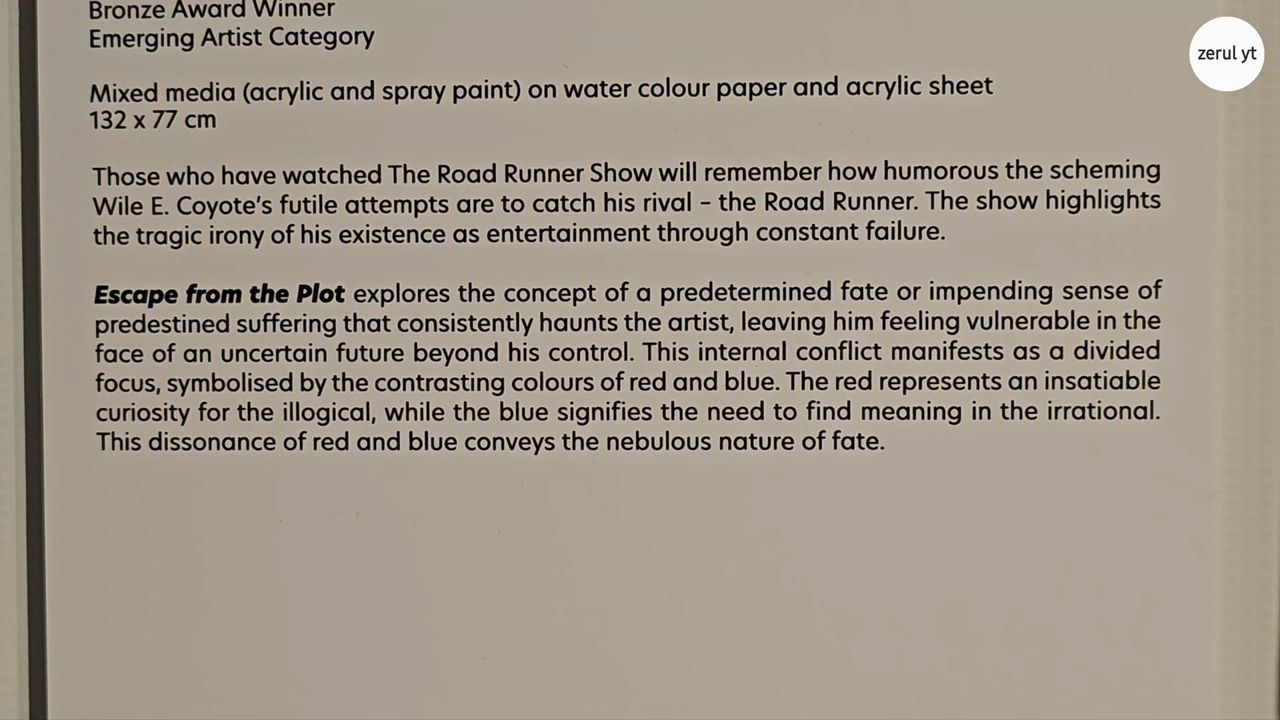 Bronze Award Winner
Emerging Artist Category
zerul yt
Mixed media (acrylic and spray paint) on water colour paper and acrylic sheet
132 x 77 cm
Those who have watched The Road Runner Show will remember how humorous the scheming
Wile E. Coyote's futile attempts are to catch his rival – the Road Runner. The show highlights
the tragic irony of his existence as entertainment through constant failure.
Escape from the Plot explores the concept of a predetermined fate or impending sense of
predestined suffering that consistently haunts the artist, leaving him feeling vulnerable in the
face of an uncertain future beyond his control. This internal conflict manifests as a divided
focus, symbolised by the contrasting colours of red and blue. The red represents an insatiable
curiosity for the illogical, while the blue signifies the need to find meaning in the irrational.
This dissonance of red and blue conveys the nebulous nature of fate.